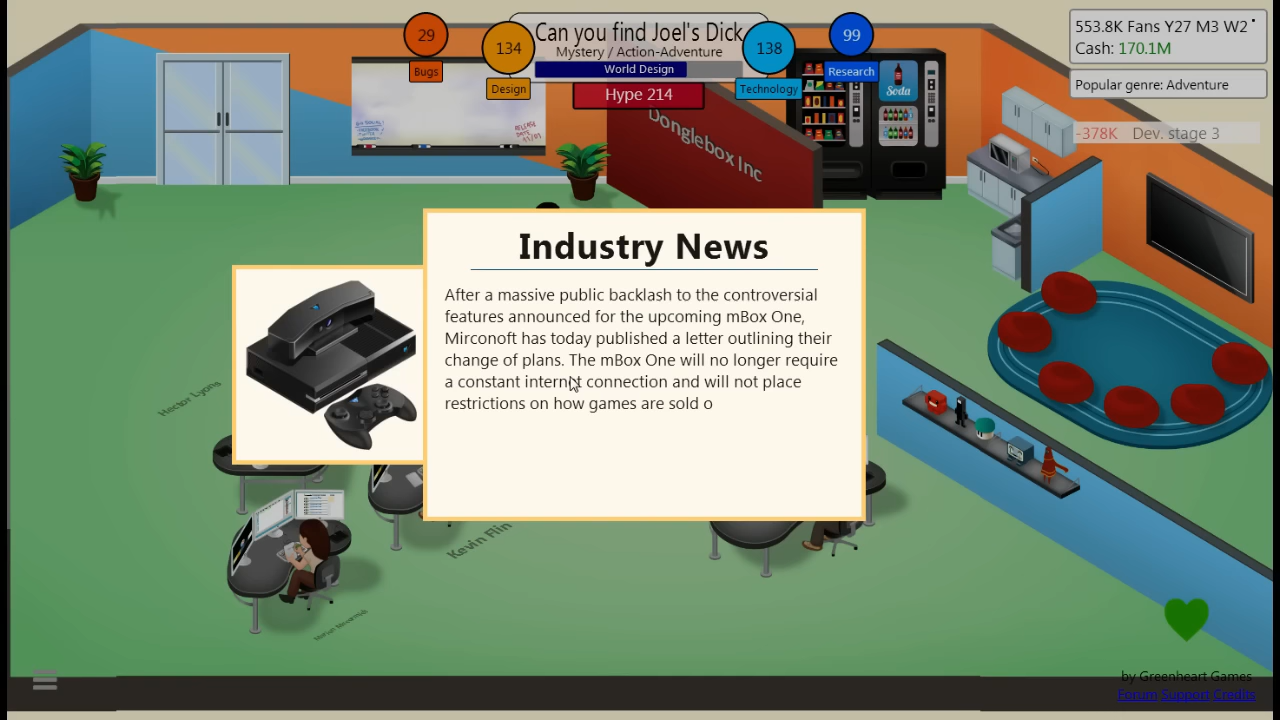 29
Bugs
134
Design
Can you find Joel's Dick
Mystery / Action-Adventure
World Design
Hype 214
138
Technology
99
Research
553.8K Fans Y27 M3 W2
Cash: 170.1M
Popular genre: Adventure
-378K Dev. stage 3
RELEASE
DATE
Soda
Donglebox Inc
Industry News
After a massive public backlash to the controversial
features announced for the upcoming mBox One,
Mirconoft has today published a letter outlining their
change of plans. The mBox One will no longer require
a constant internet connection and will not place
restrictions on how games are sold o
Hector Lyong
Kevin Flin
by Greenheart Games
Forum Support Credits